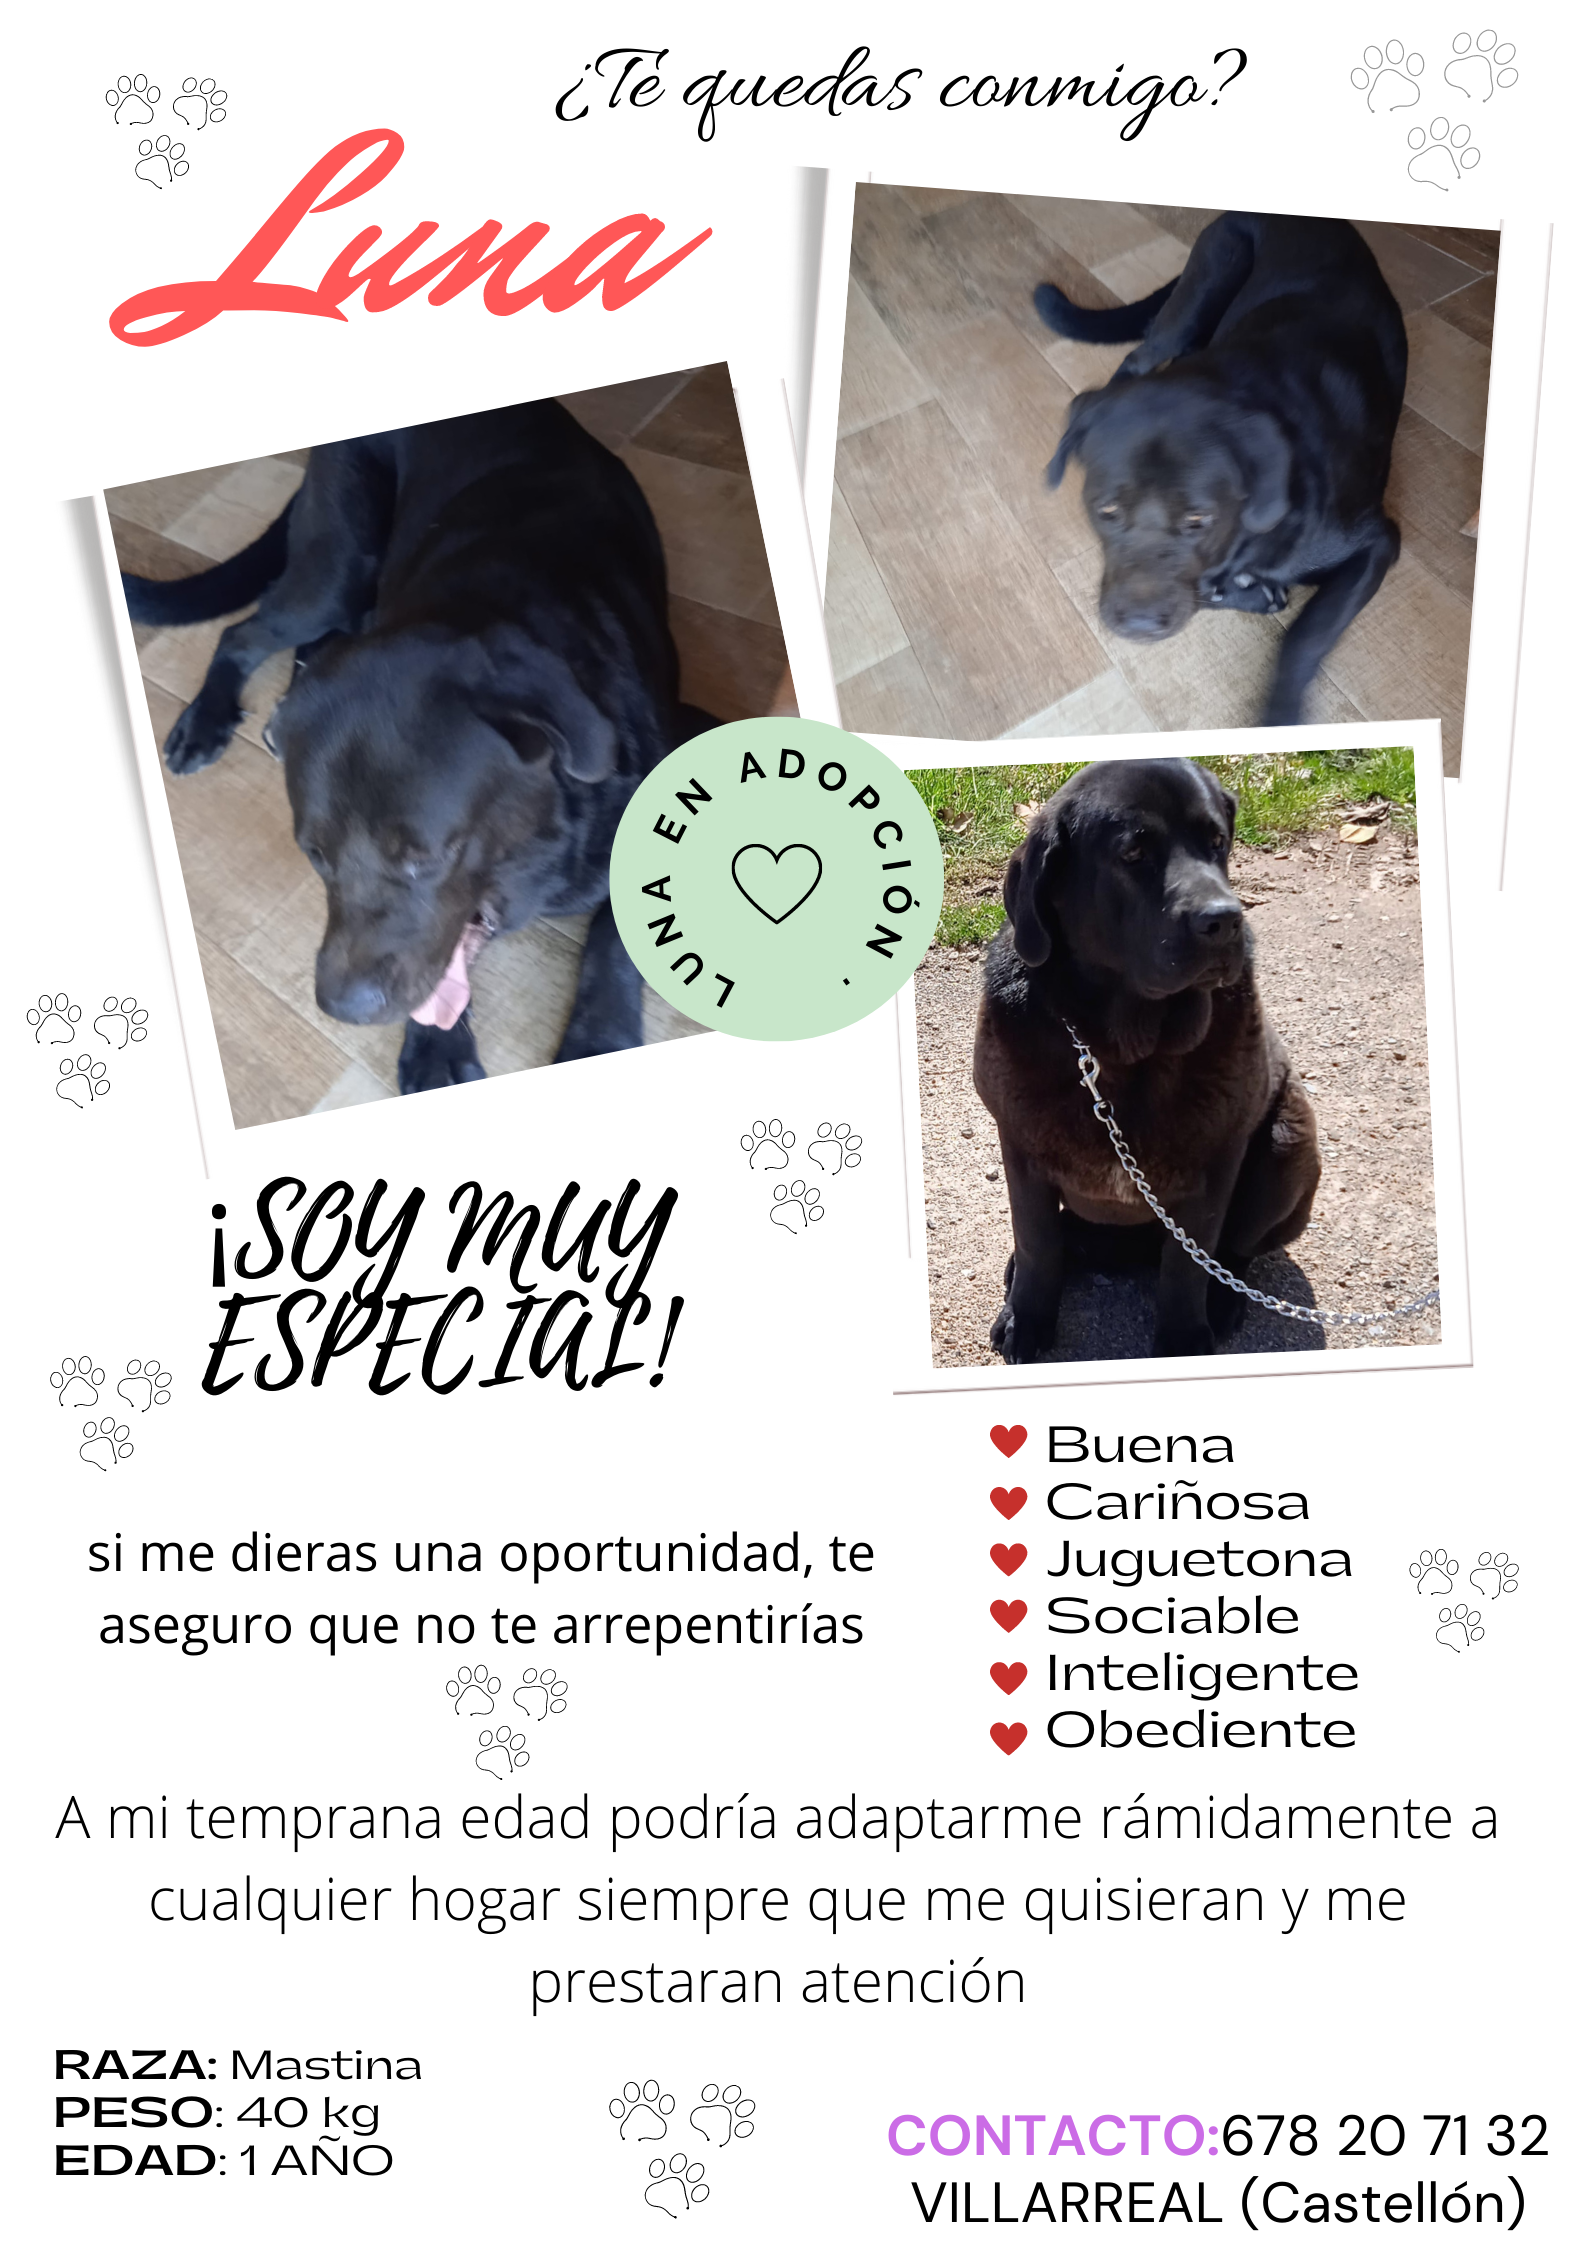 ¿Te quedas conmigo?
Luna
LUNA EN ADOPCIÓN ·
¡SOY MUY
ESPECIAL!
Buena
Cariñosa
Juguetona
Sociable
Inteligente
Obediente
si me dieras una oportunidad, te
aseguro que no te arrepentirías
A mi temprana edad podría adaptarme rámidamente a
cualquier hogar siempre que me quisieran y me
prestaran atención
RAZA: Mastina
PESO: 40 kg
EDAD: 1 AÑO
CONTACTO:678 20 71 32
VILLARREAL (Castellón)